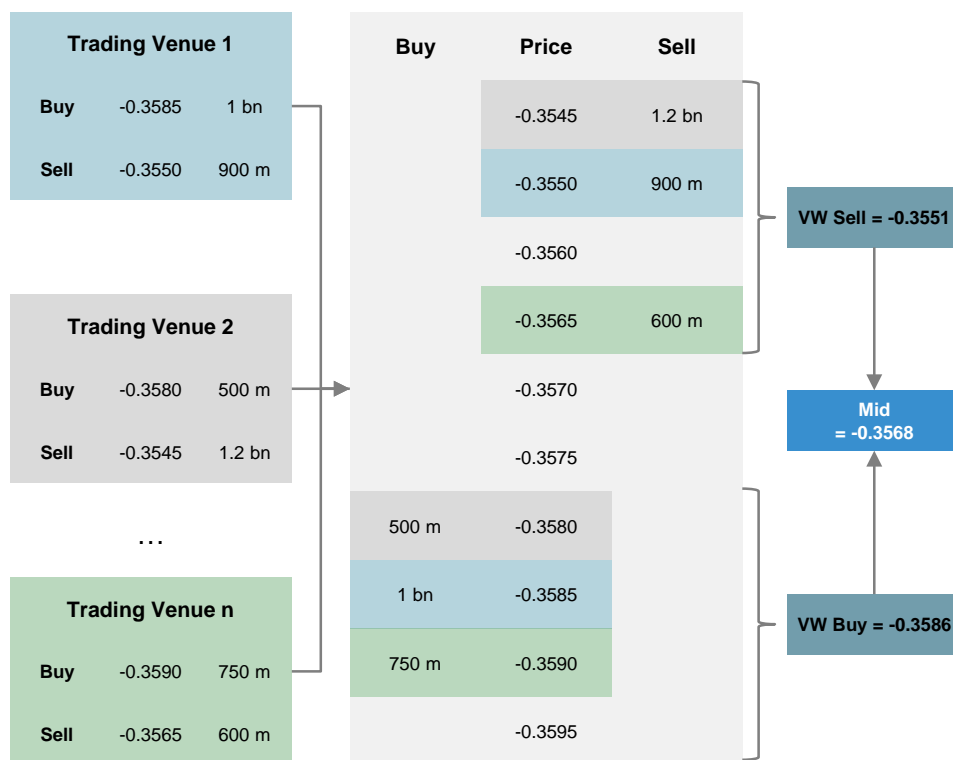 Trading Venue 1
Buy -0.3585 1 bn
Sell -0.3550 900 m
Trading Venue 2
Buy -0.3580 500 m
Sell -0.3545 1.2 bn
...
Trading Venue n
Buy -0.3590 750 m
Sell -0.3565 600 m
Buy Price Sell
-0.3545 1.2 bn
-0.3550 900 m
-0.3560
-0.3565 600 m
-0.3570
-0.3575
500 m -0.3580
1 bn -0.3585
750 m -0.3590
-0.3595
VW Sell = -0.3551
Mid
= -0.3568
VW Buy = -0.3586